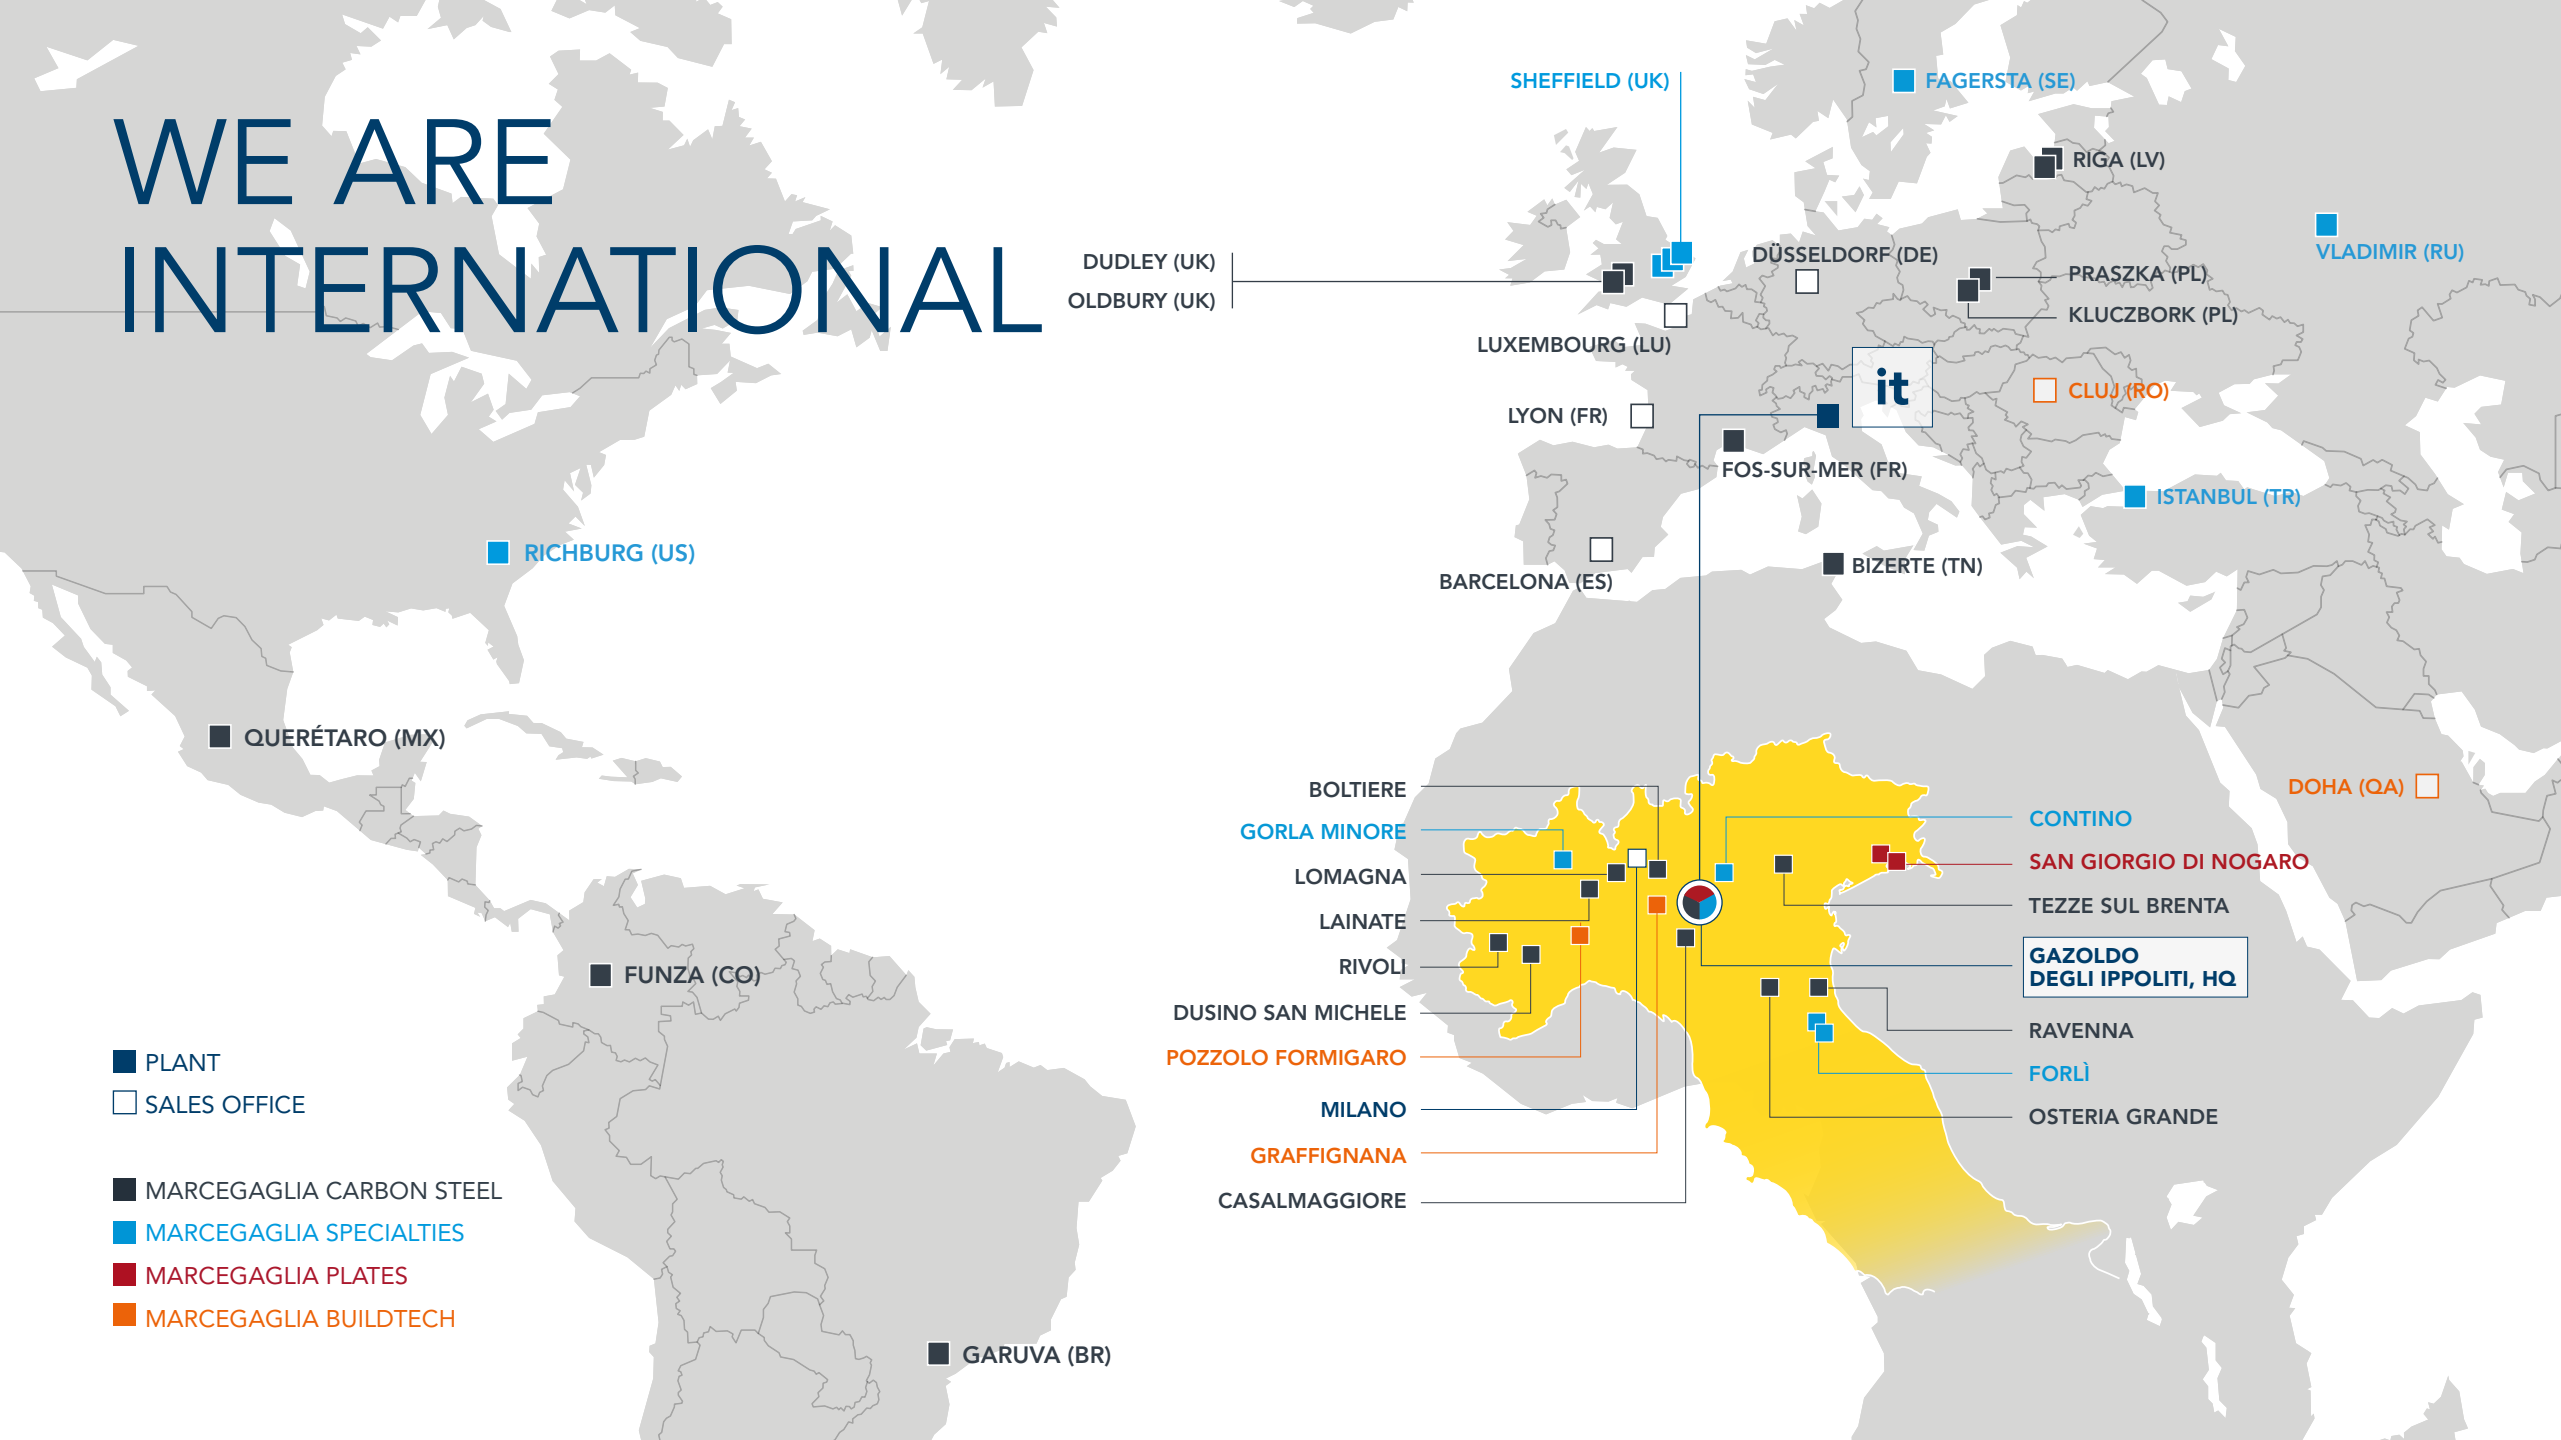 WE ARE
INTERNATIONAL
SHEFFIELD (UK)
FAGERSTA (SE)
RIGA (LV)
VLADIMIR (RU)
DUDLEY (UK)
OLDBURY (UK)
DÜSSELDORF (DE)
PRASZKA (PL)
KLUCZBORK (PL)
LUXEMBOURG (LU)
it
CLUJ (RO)
LYON (FR)
FOS-SUR-MER (FR)
ISTANBUL (TR)
RICHBURG (US)
BARCELONA (ES)
BIZERTE (TN)
QUERÉTARO (MX)
DOHA (QA)
BOLTIERE
GORLA MINORE
LOMAGNA
LAINATE
RIVOLI
DUSINO SAN MICHELE
POZZOLO FORMIGARO
MILANO
GRAFFIGNANA
CASALMAGGIORE
CONTINO
SAN GIORGIO DI NOGARO
TEZZE SUL BRENTA
GAZOLDO
DEGLI IPPOLITI, HQ
RAVENNA
FORLÌ
OSTERIA GRANDE
FUNZA (CO)
GARUVA (BR)
PLANT
SALES OFFICE
MARCEGAGLIA CARBON STEEL
MARCEGAGLIA SPECIALTIES
MARCEGAGLIA PLATES
MARCEGAGLIA BUILDTECH